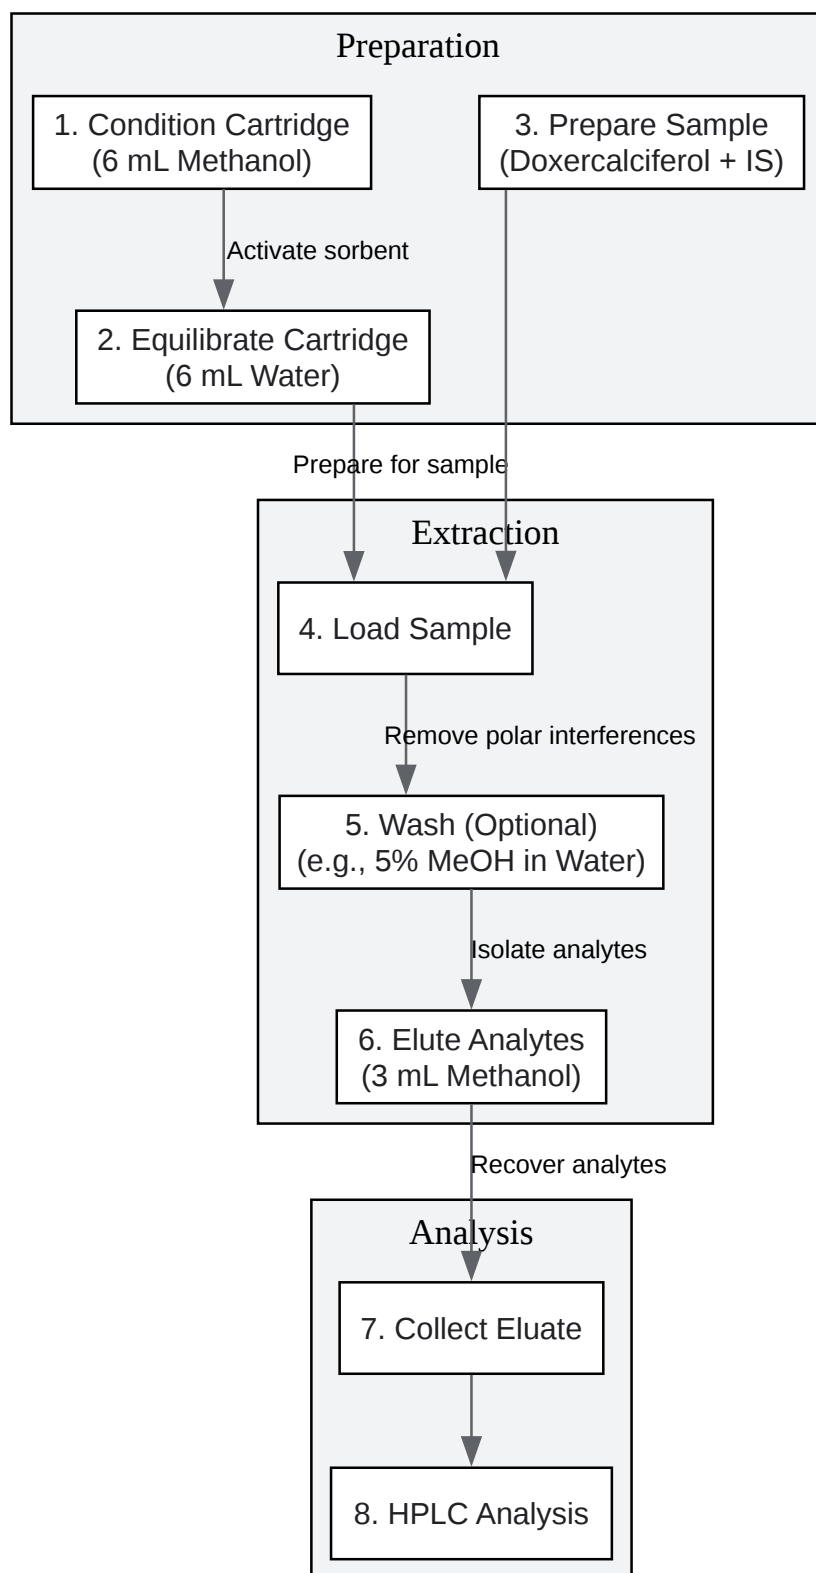 Preparation
1. Condition Cartridge
(6 mL Methanol)
3. Prepare Sample
(Doxercalciferol + IS)
Activate sorbent
2. Equilibrate Cartridge
(6 mL Water)
Prepare for sample
Extraction
4. Load Sample
Remove polar interferences
5. Wash (Optional)
(e.g., 5% MeOH in Water)
Isolate analytes
6. Elute Analytes
(3 mL Methanol)
Recover analytes
Analysis
7. Collect Eluate
8. HPLC Analysis